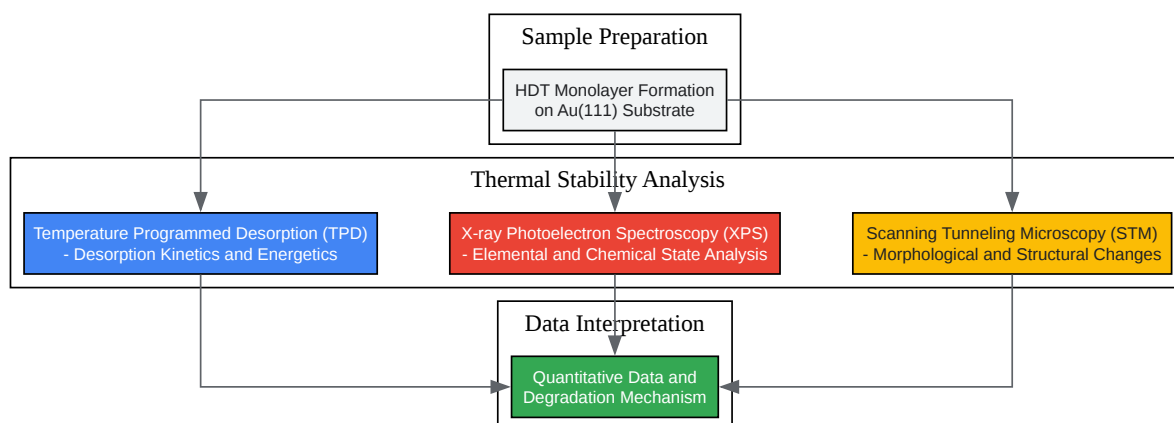 Sample Preparation
HDT Monolayer Formation
on Au(111) Substrate
Thermal Stability Analysis
Temperature Programmed Desorption (TPD)
- Desorption Kinetics and Energetics
X-ray Photoelectron Spectroscopy (XPS)
- Elemental and Chemical State Analysis
Scanning Tunneling Microscopy (STM)
- Morphological and Structural Changes
Data Interpretation
Quantitative Data and
Degradation Mechanism